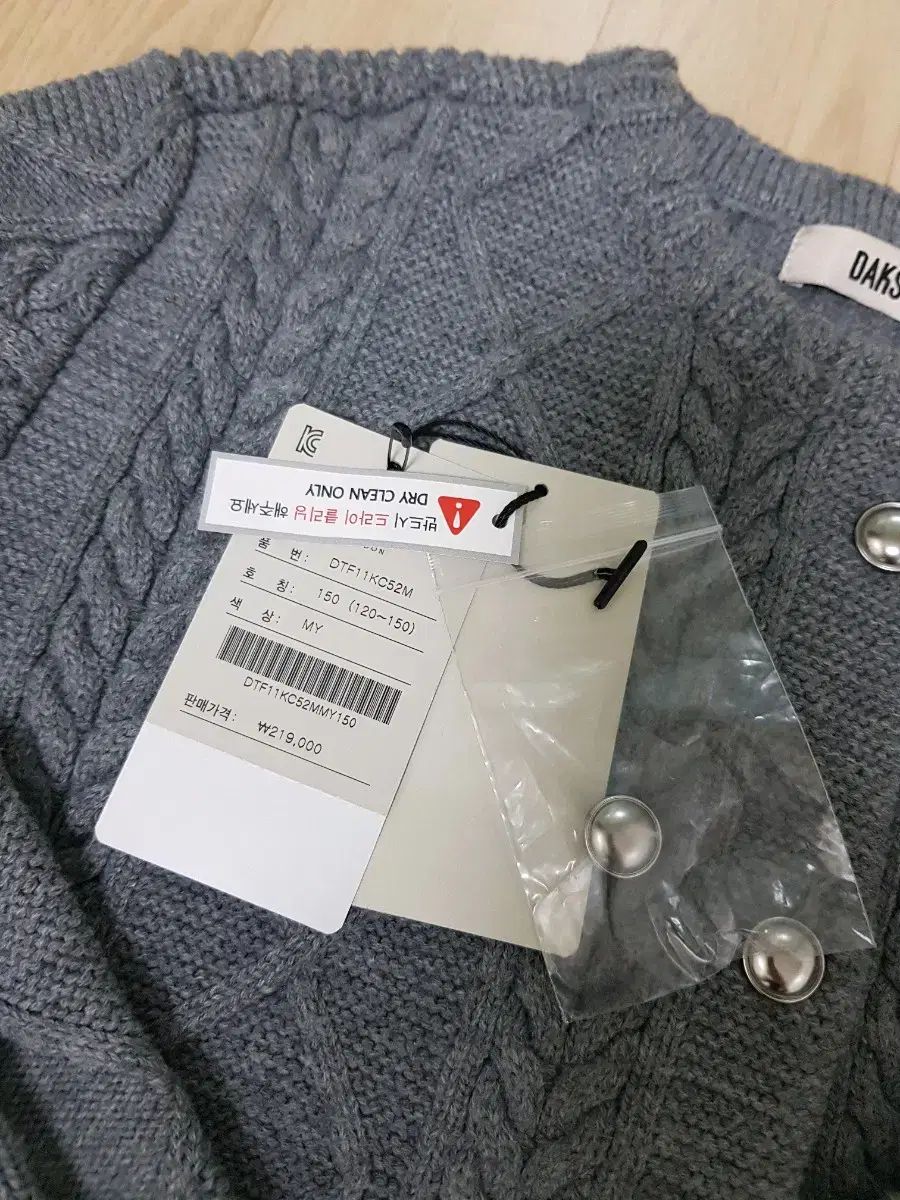 DAKS
반드시 드라이 클리닝 해주세요
DRY CLEAN ONLY
품 번: DTF11KC52M
호 칭: 150 (120~150)
색 상: MY
DTF11KC52MMY150
판매가격: ₩219,000